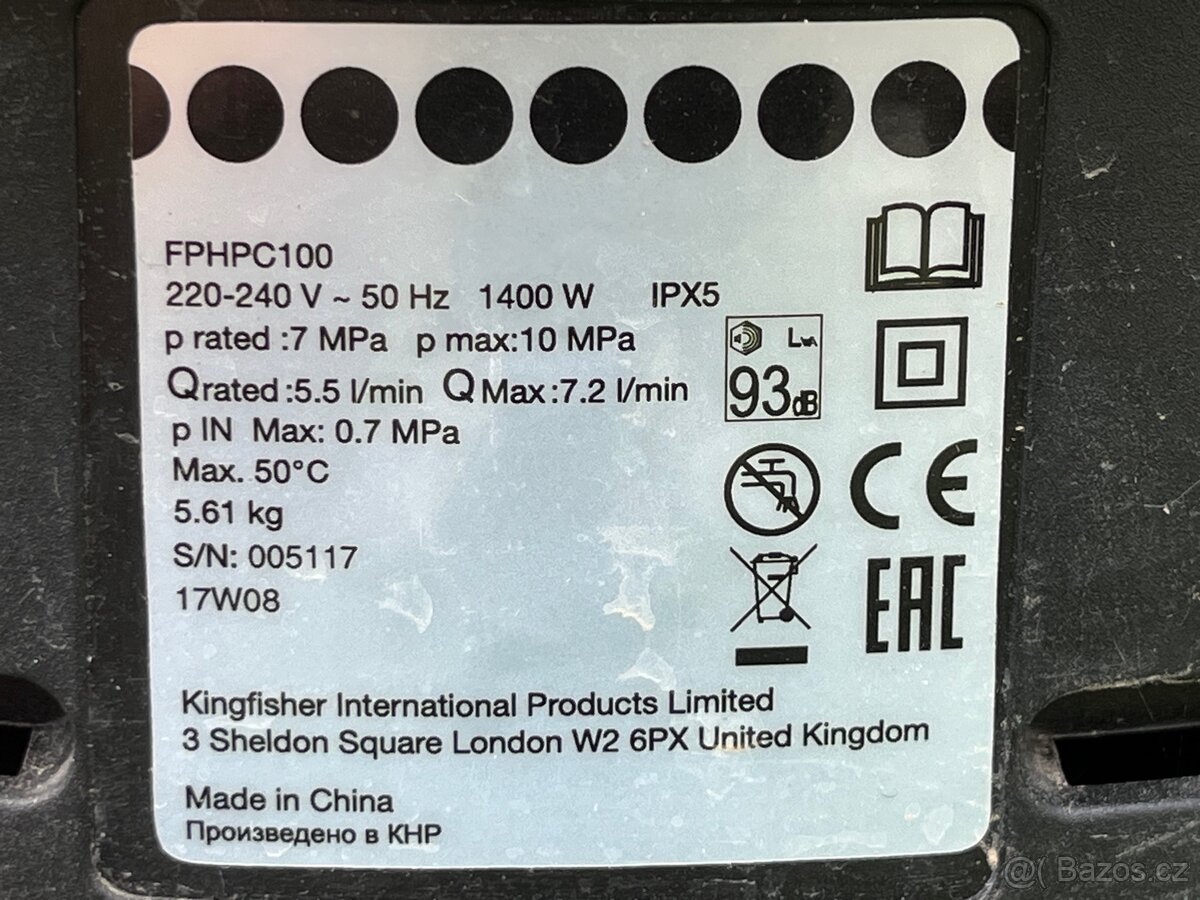 FPHPC100
220-240 V ~ 50 Hz 1400 W IPX5
p rated :7 MPa p max:10 MPa
Qrated :5.5 l/min Q Max :7.2 l/min
p IN Max: 0.7 MPa
Max. 50°C
5.61 kg
S/N: 005117
17W08
LWA
93dB
CE
EAC
Kingfisher International Products Limited
3 Sheldon Square London W2 6PX United Kingdom
Made in China
Произведено в КНР
@( Bazos.cz